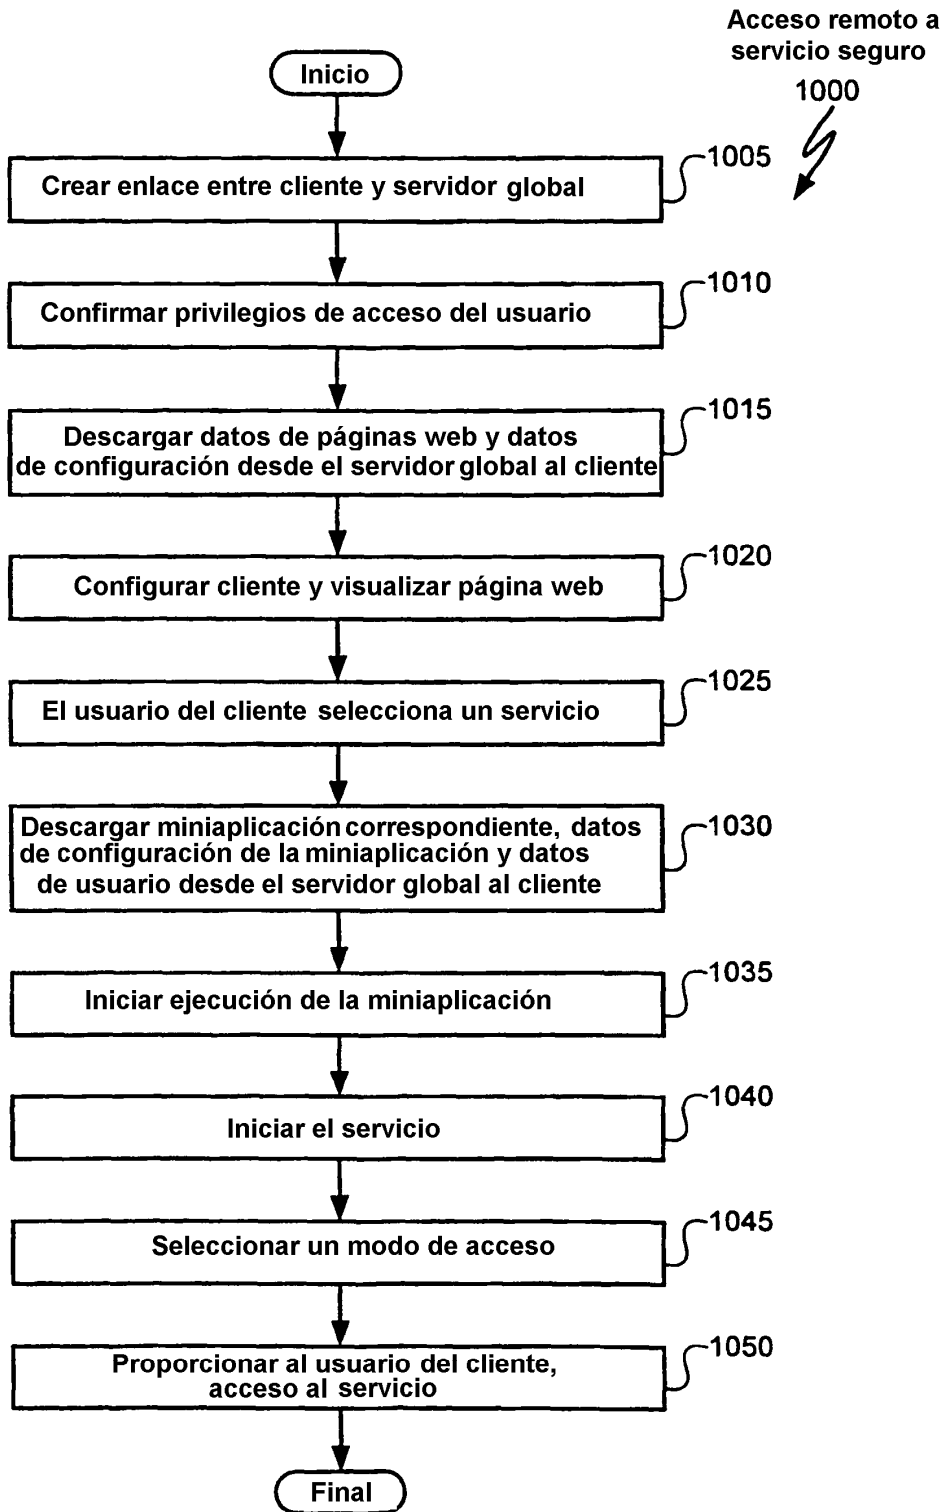 Acceso remoto a
servicio seguro
1000
Inicio
1005
Crear enlace entre cliente y servidor global
1010
Confirmar privilegios de acceso del usuario
1015
Descargar datos de páginas web y datos
de configuración desde el servidor global al cliente
1020
Configurar cliente y visualizar página web
1025
El usuario del cliente selecciona un servicio
1030
Descargar miniaplicación correspondiente, datos
de configuración de la miniaplicación y datos
de usuario desde el servidor global al cliente
1035
Iniciar ejecución de la miniaplicación
1040
Iniciar el servicio
1045
Seleccionar un modo de acceso
1050
Proporcionar al usuario del cliente,
acceso al servicio
Final